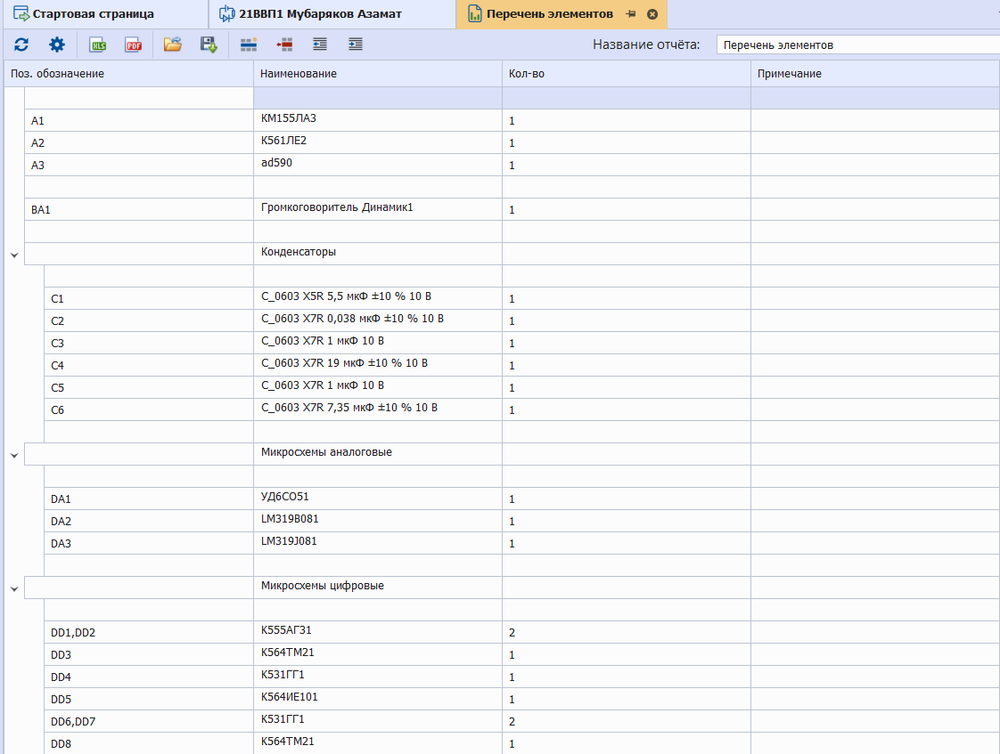 Стартовая страница 21ВВП1 Мубаряков Азамат Перечень элементов
XLS PDF Название отчёта: Перечень элементов
Поз. обозначение Наименование Кол-во Примечание
A1 КМ155ЛА3 1
A2 К561ЛЕ2 1
A3 ad590 1
BA1 Громкоговоритель Динамик1 1
Конденсаторы
C1 C_0603 X5R 5,5 мкФ ±10 % 10 В 1
C2 C_0603 X7R 0,038 мкФ ±10 % 10 В 1
C3 C_0603 X7R 1 мкФ 10 В 1
C4 C_0603 X7R 19 мкФ ±10 % 10 В 1
C5 C_0603 X7R 1 мкФ 10 В 1
C6 C_0603 X7R 7,35 мкФ ±10 % 10 В 1
Микросхемы аналоговые
DA1 УД6СО51 1
DA2 LM319B081 1
DA3 LM319J081 1
Микросхемы цифровые
DD1,DD2 К555АГ31 2
DD3 К564ТМ21 1
DD4 К531ГГ1 1
DD5 К564ИЕ101 1
DD6,DD7 К531ГГ1 2
DD8 К564ТМ21 1